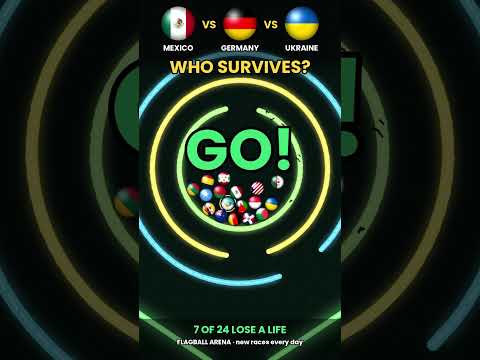 VS VS
MEXICO GERMANY UKRAINE
WHO SURVIVES?
GO!
7 OF 24 LOSE A LIFE
FLAGBALL ARENA · new races every day